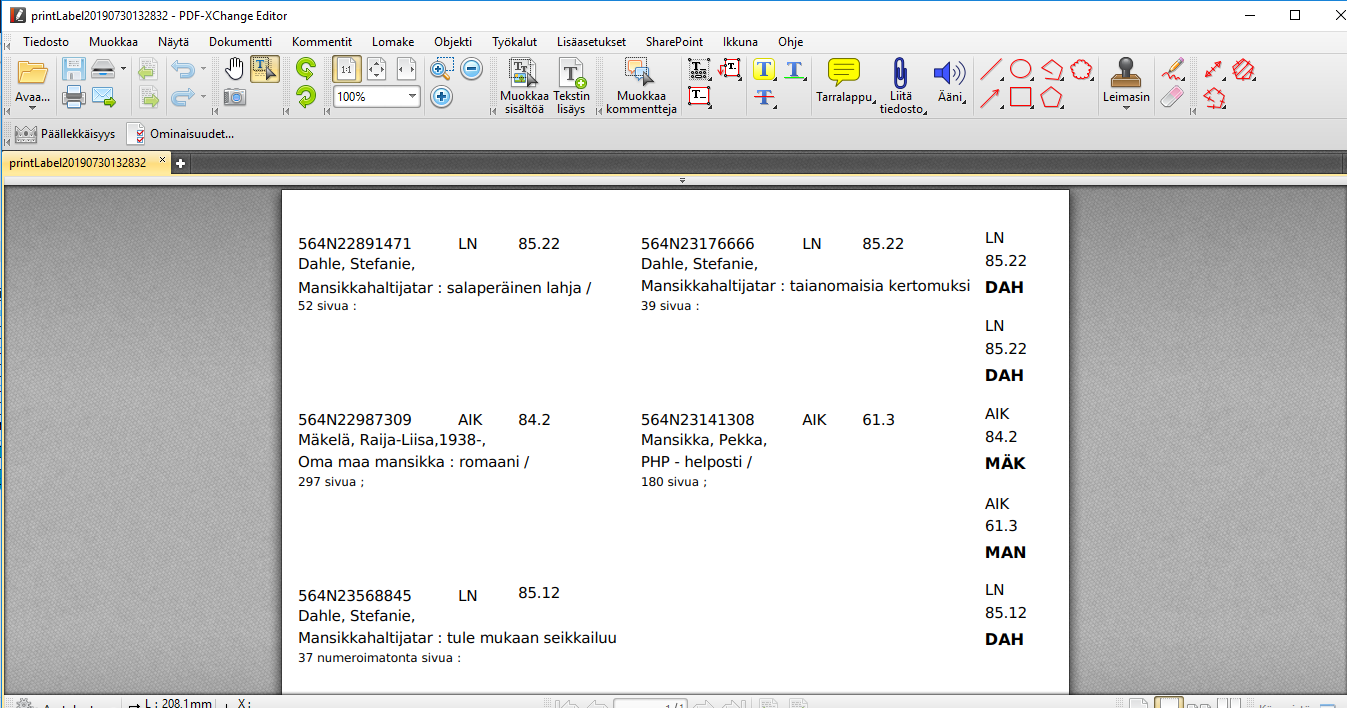 printLabel20190730132832 - PDF-XChange Editor
Tiedosto Muokkaa Näytä Dokumentti Kommentit Lomake Objekti Työkalut Lisäasetukset SharePoint Ikkuna Ohje
Avaa...
1:1
100%
Muokkaa sisältöä
Tekstin lisäys
Muokkaa kommentteja
Tarralappu
Liitä tiedosto
Ääni
Leimasin
Päällekkäisyys Ominaisuudet...
printLabel20190730132832
564N22891471 LN 85.22
Dahle, Stefanie,
Mansikkahaltijatar : salaperäinen lahja /
52 sivua :
564N23176666 LN 85.22
Dahle, Stefanie,
Mansikkahaltijatar : taianomaisia kertomuksi
39 sivua :
LN
85.22
DAH
LN
85.22
DAH
564N22987309 AIK 84.2
Mäkelä, Raija-Liisa,1938-,
Oma maa mansikka : romaani /
297 sivua ;
564N23141308 AIK 61.3
Mansikka, Pekka,
PHP - helposti /
180 sivua ;
AIK
84.2
MÄK
AIK
61.3
MAN
564N23568845 LN 85.12
Dahle, Stefanie,
Mansikkahaltijatar : tule mukaan seikkailuu
37 numeroimatonta sivua :
LN
85.12
DAH
L : 208,1mm X: